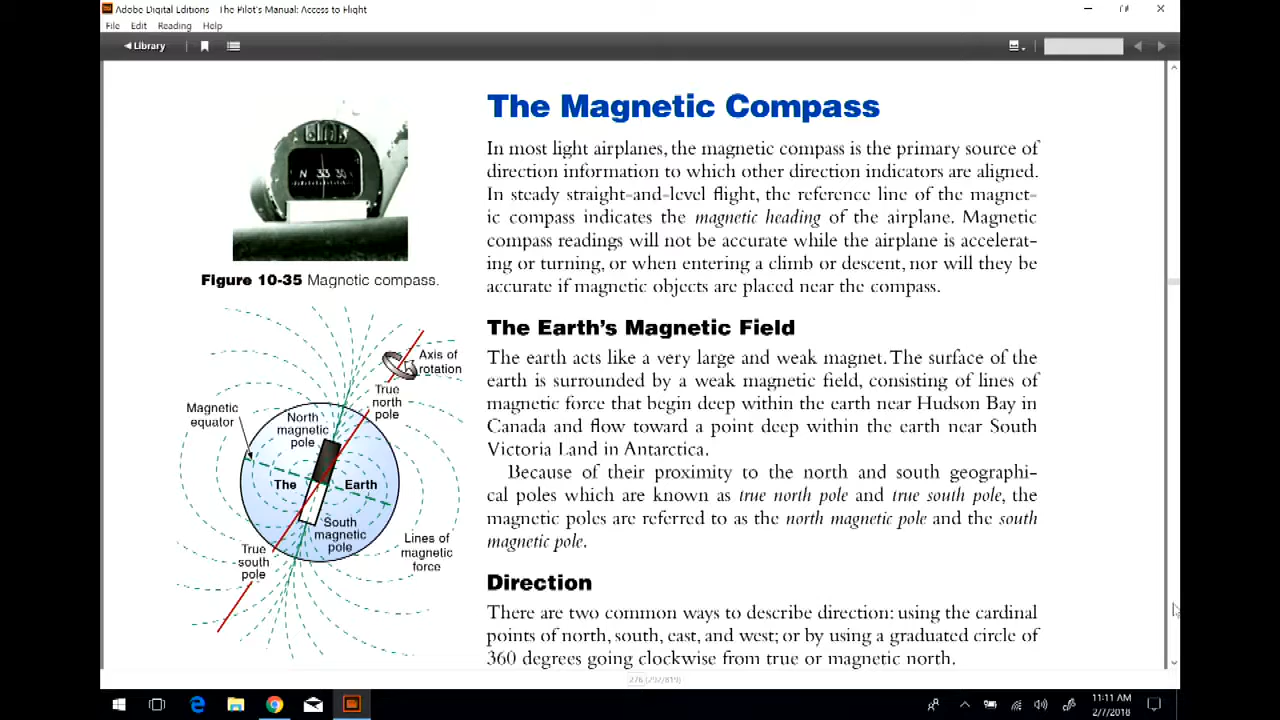 Adobe Digital Editions - The Pilot's Manual: Access to Flight
File Edit Reading Help
Library
N 33 30
Figure 10-35 Magnetic compass.
Axis of
rotation
True
north
pole
Magnetic
equator
North
magnetic
pole
The Earth
South
magnetic
pole
True
south
pole
Lines of
magnetic
force
The Magnetic Compass
In most light airplanes, the magnetic compass is the primary source of
direction information to which other direction indicators are aligned.
In steady straight-and-level flight, the reference line of the magnet-
ic compass indicates the magnetic heading of the airplane. Magnetic
compass readings will not be accurate while the airplane is accelerat-
ing or turning, or when entering a climb or descent, nor will they be
accurate if magnetic objects are placed near the compass.
The Earth's Magnetic Field
The earth acts like a very large and weak magnet. The surface of the
earth is surrounded by a weak magnetic field, consisting of lines of
magnetic force that begin deep within the earth near Hudson Bay in
Canada and flow toward a point deep within the earth near South
Victoria Land in Antarctica.
Because of their proximity to the north and south geographi-
cal poles which are known as true north pole and true south pole, the
magnetic poles are referred to as the north magnetic pole and the south
magnetic pole.
Direction
There are two common ways to describe direction: using the cardinal
points of north, south, east, and west; or by using a graduated circle of
360 degrees going clockwise from true or magnetic north.
276 (292/819)
11:11 AM
2/7/2018